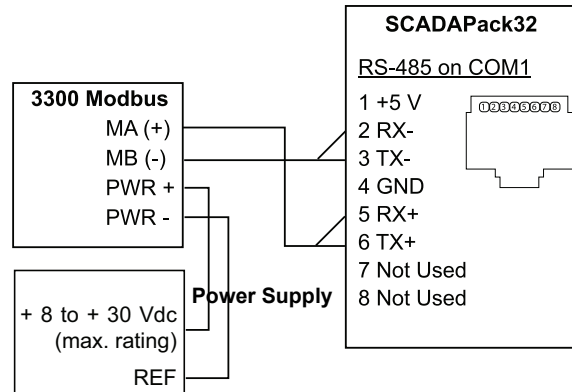 SCADAPack32
RS-485 on COM1
1 +5 V
2 RX-
3 TX-
4 GND
5 RX+
6 TX+
7 Not Used
8 Not Used
①②③④⑤⑥⑦⑧
3300 Modbus
MA (+)
MB (-)
PWR +
PWR -
Power Supply
+ 8 to + 30 Vdc
(max. rating)
REF